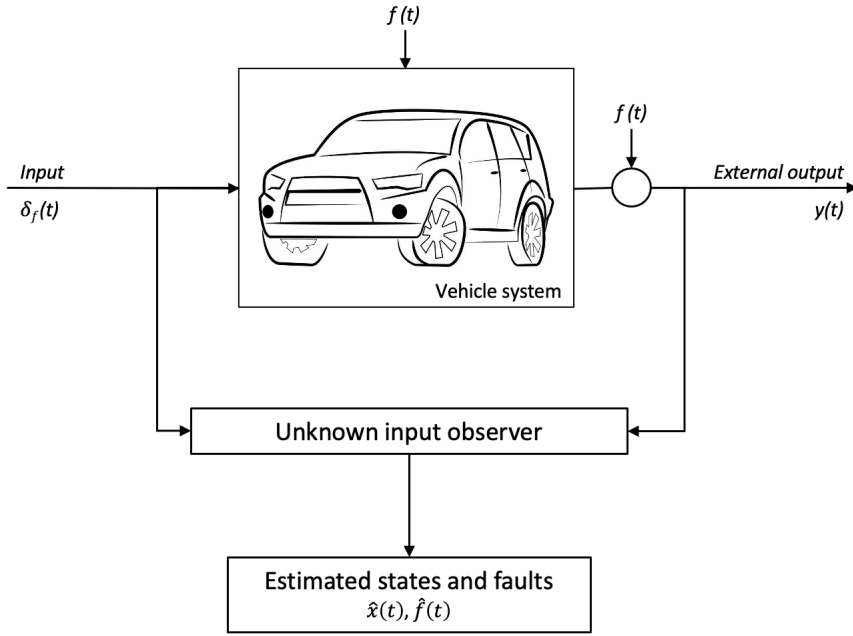 f (t)
f (t)
Input
External output
δ_f(t)
y(t)
Vehicle system
Unknown input observer
Estimated states and faults
x̂(t), f̂(t)